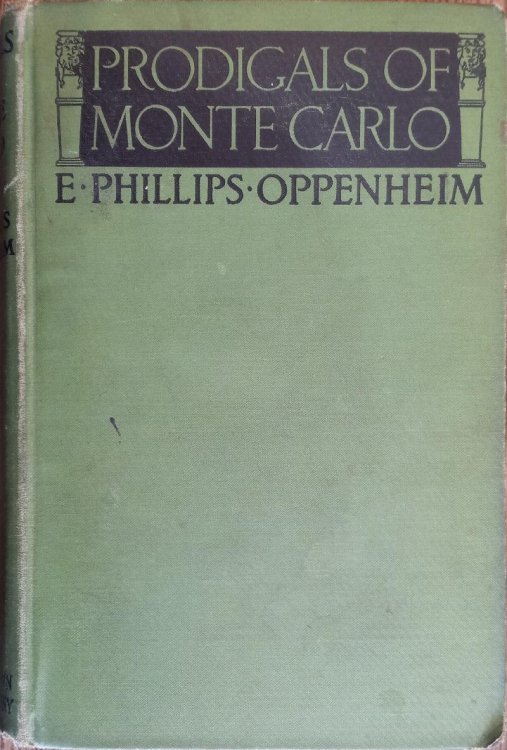 PRODIGALS OF
MONTE CARLO
E·PHILLIPS·OPPENHEIM